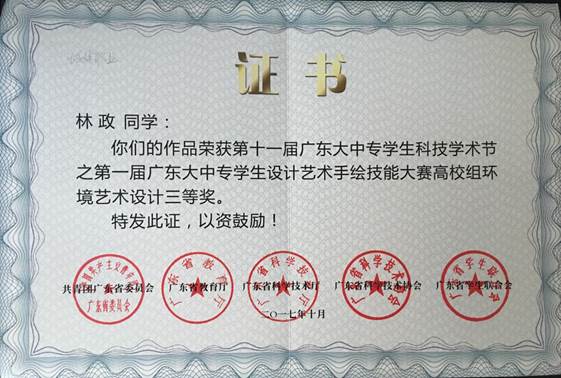 证书
林政 同学：
你们的作品荣获第十一届广东大中专学生科技学术节
之第一届广东大中专学生设计艺术手绘技能大赛高校组环
境艺术设计三等奖。
特发此证，以资鼓励！
共青团广东省委员会 广东省教育厅 广东省科学技术厅 广东省科学技术协会 广东省学生联合会
广东省委员会
二〇一七年十月